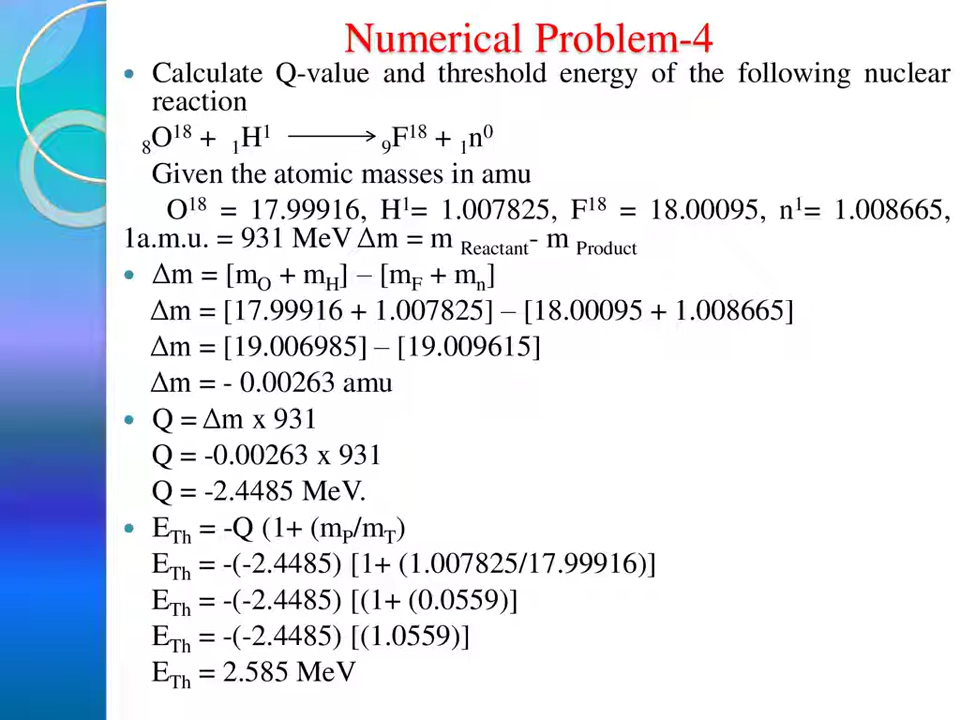 Numerical Problem-4
• Calculate Q-value and threshold energy of the following nuclear
reaction
₈O¹⁸ + ₁H¹ ⟶ ₉F¹⁸ + ₁n⁰
Given the atomic masses in amu
O¹⁸ = 17.99916, H¹= 1.007825, F¹⁸ = 18.00095, n¹= 1.008665,
1a.m.u. = 931 MeV Δm = m Reactant- m Product
• Δm = [mO + mH] – [mF + mn]
Δm = [17.99916 + 1.007825] – [18.00095 + 1.008665]
Δm = [19.006985] – [19.009615]
Δm = - 0.00263 amu
• Q = Δm x 931
Q = -0.00263 x 931
Q = -2.4485 MeV.
• ETh = -Q (1+ (mP/mT)
ETh = -(-2.4485) [1+ (1.007825/17.99916)]
ETh = -(-2.4485) [(1+ (0.0559)]
ETh = -(-2.4485) [(1.0559)]
ETh = 2.585 MeV